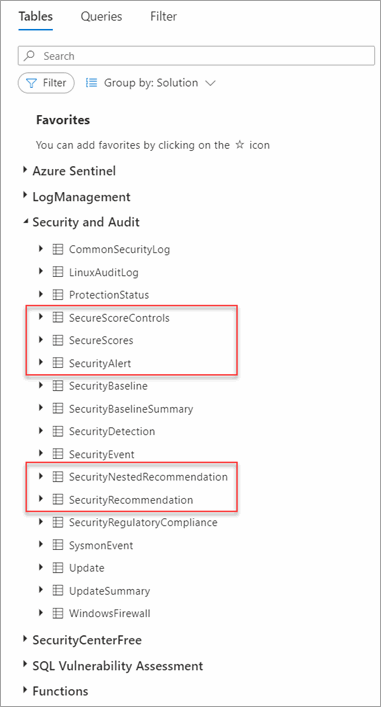 Tables Queries Filter
Search
Filter Group by: Solution
Favorites
You can add favorites by clicking on the ☆ icon
Azure Sentinel
LogManagement
Security and Audit
CommonSecurityLog
LinuxAuditLog
ProtectionStatus
SecureScoreControls
SecureScores
SecurityAlert
SecurityBaseline
SecurityBaselineSummary
SecurityDetection
SecurityEvent
SecurityNestedRecommendation
SecurityRecommendation
SecurityRegulatoryCompliance
SysmonEvent
Update
UpdateSummary
WindowsFirewall
SecurityCenterFree
SQL Vulnerability Assessment
Functions